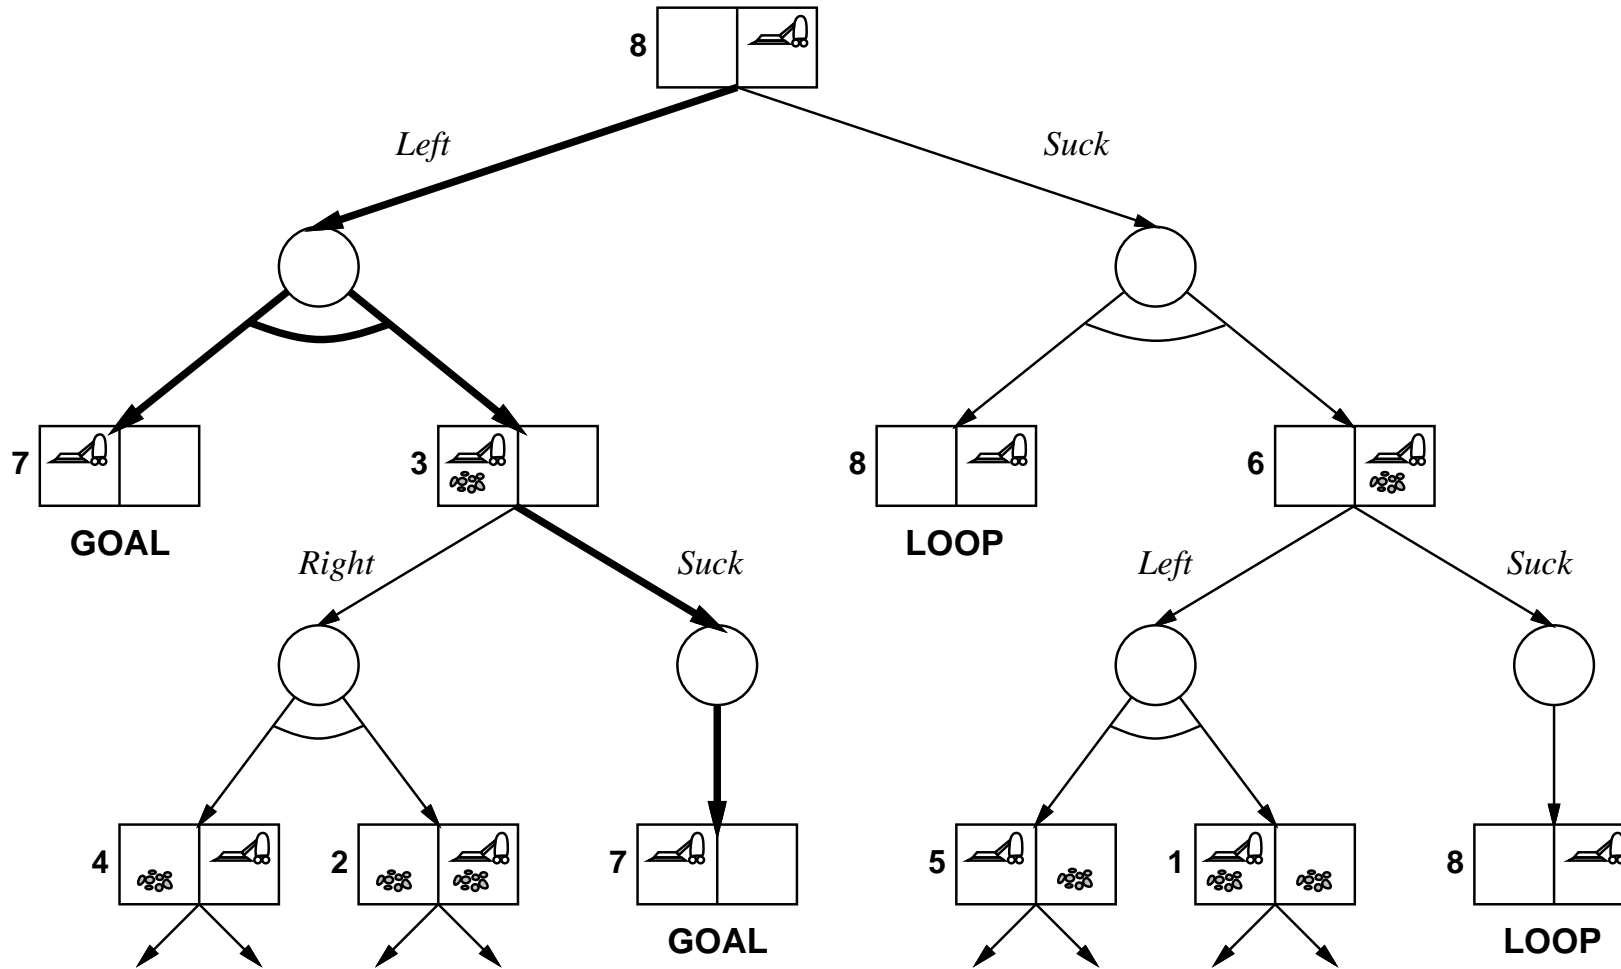 8
Left Suck
7 3 8 6
GOAL LOOP
Right Suck Left Suck
4 2 7 5 1 8
GOAL LOOP